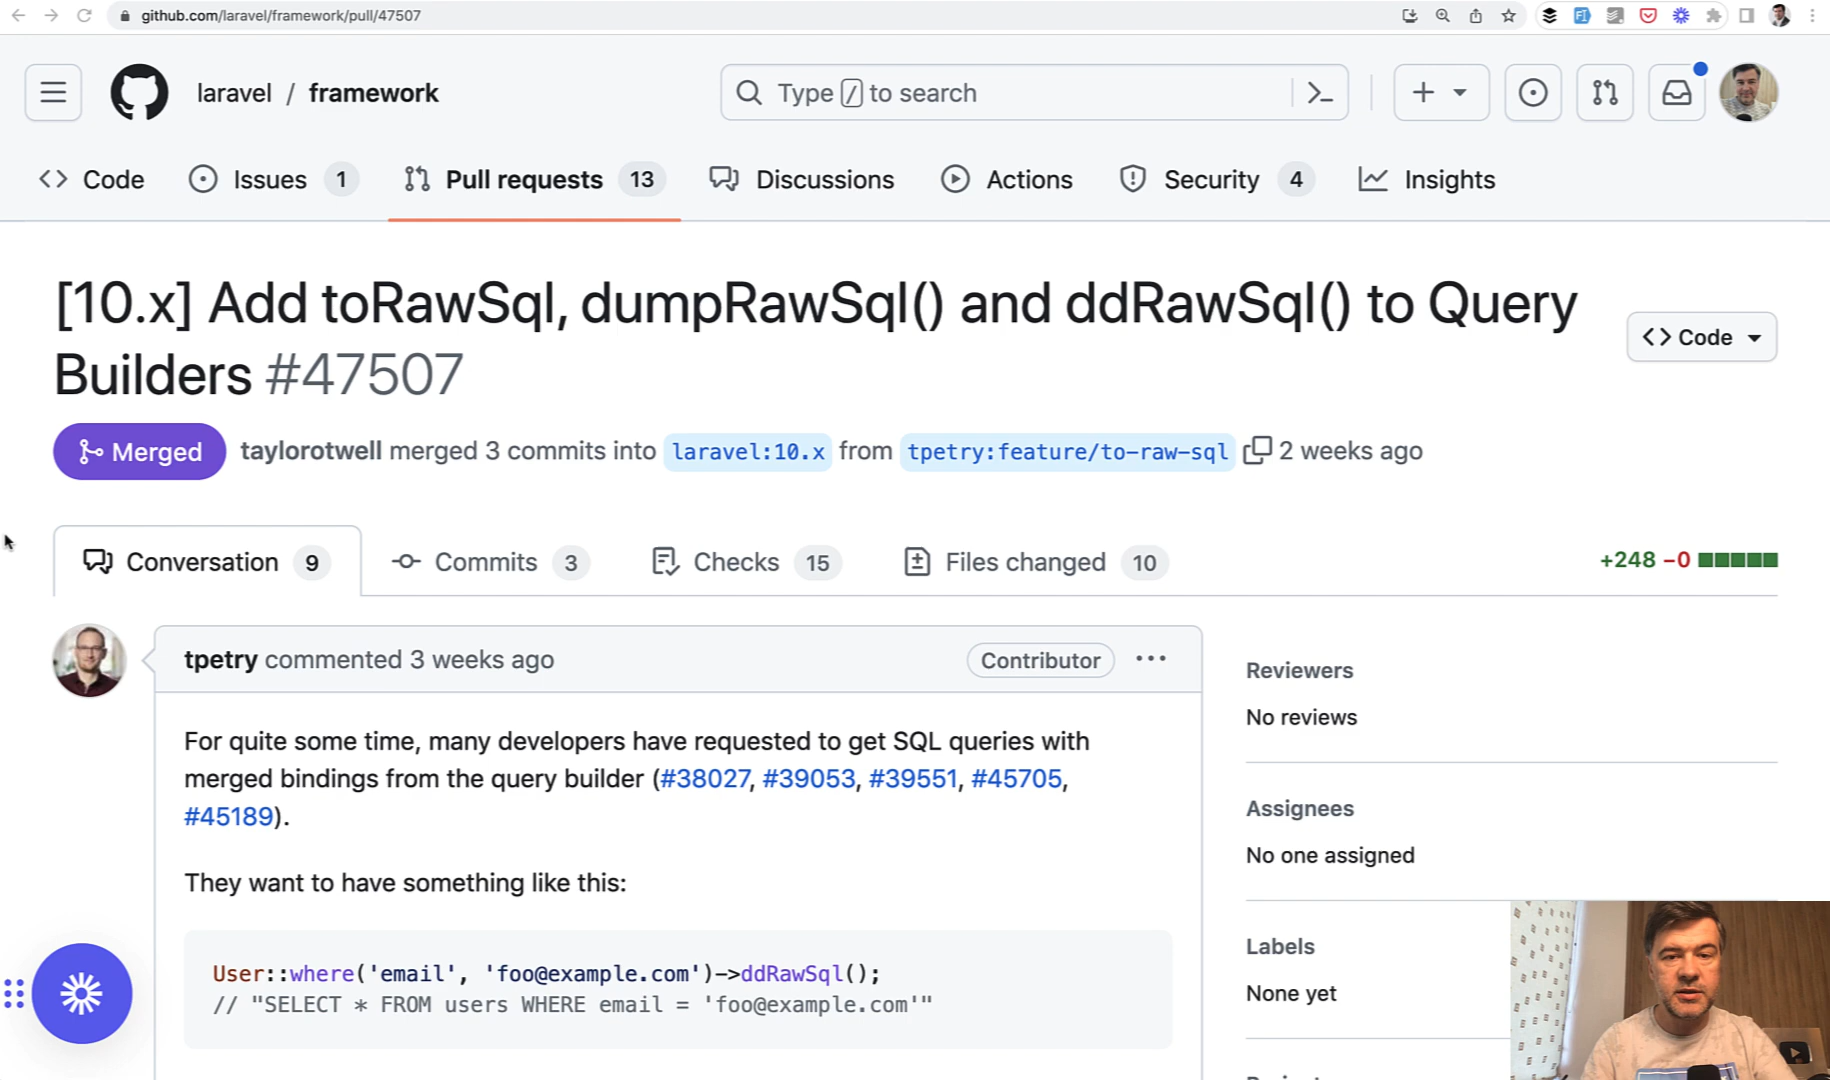 github.com/laravel/framework/pull/47507
laravel / framework
Type / to search
Code
Issues 1
Pull requests 13
Discussions
Actions
Security 4
Insights
[10.x] Add toRawSql, dumpRawSql() and ddRawSql() to Query
Builders #47507
Code
Merged
taylorotwell merged 3 commits into laravel:10.x from tpetry:feature/to-raw-sql 2 weeks ago
Conversation 9
Commits 3
Checks 15
Files changed 10
+248 −0
tpetry commented 3 weeks ago
Contributor
For quite some time, many developers have requested to get SQL queries with
merged bindings from the query builder (#38027, #39053, #39551, #45705,
#45189).
They want to have something like this:
User::where('email', 'foo@example.com')->ddRawSql();
// "SELECT * FROM users WHERE email = 'foo@example.com'"
Reviewers
No reviews
Assignees
No one assigned
Labels
None yet